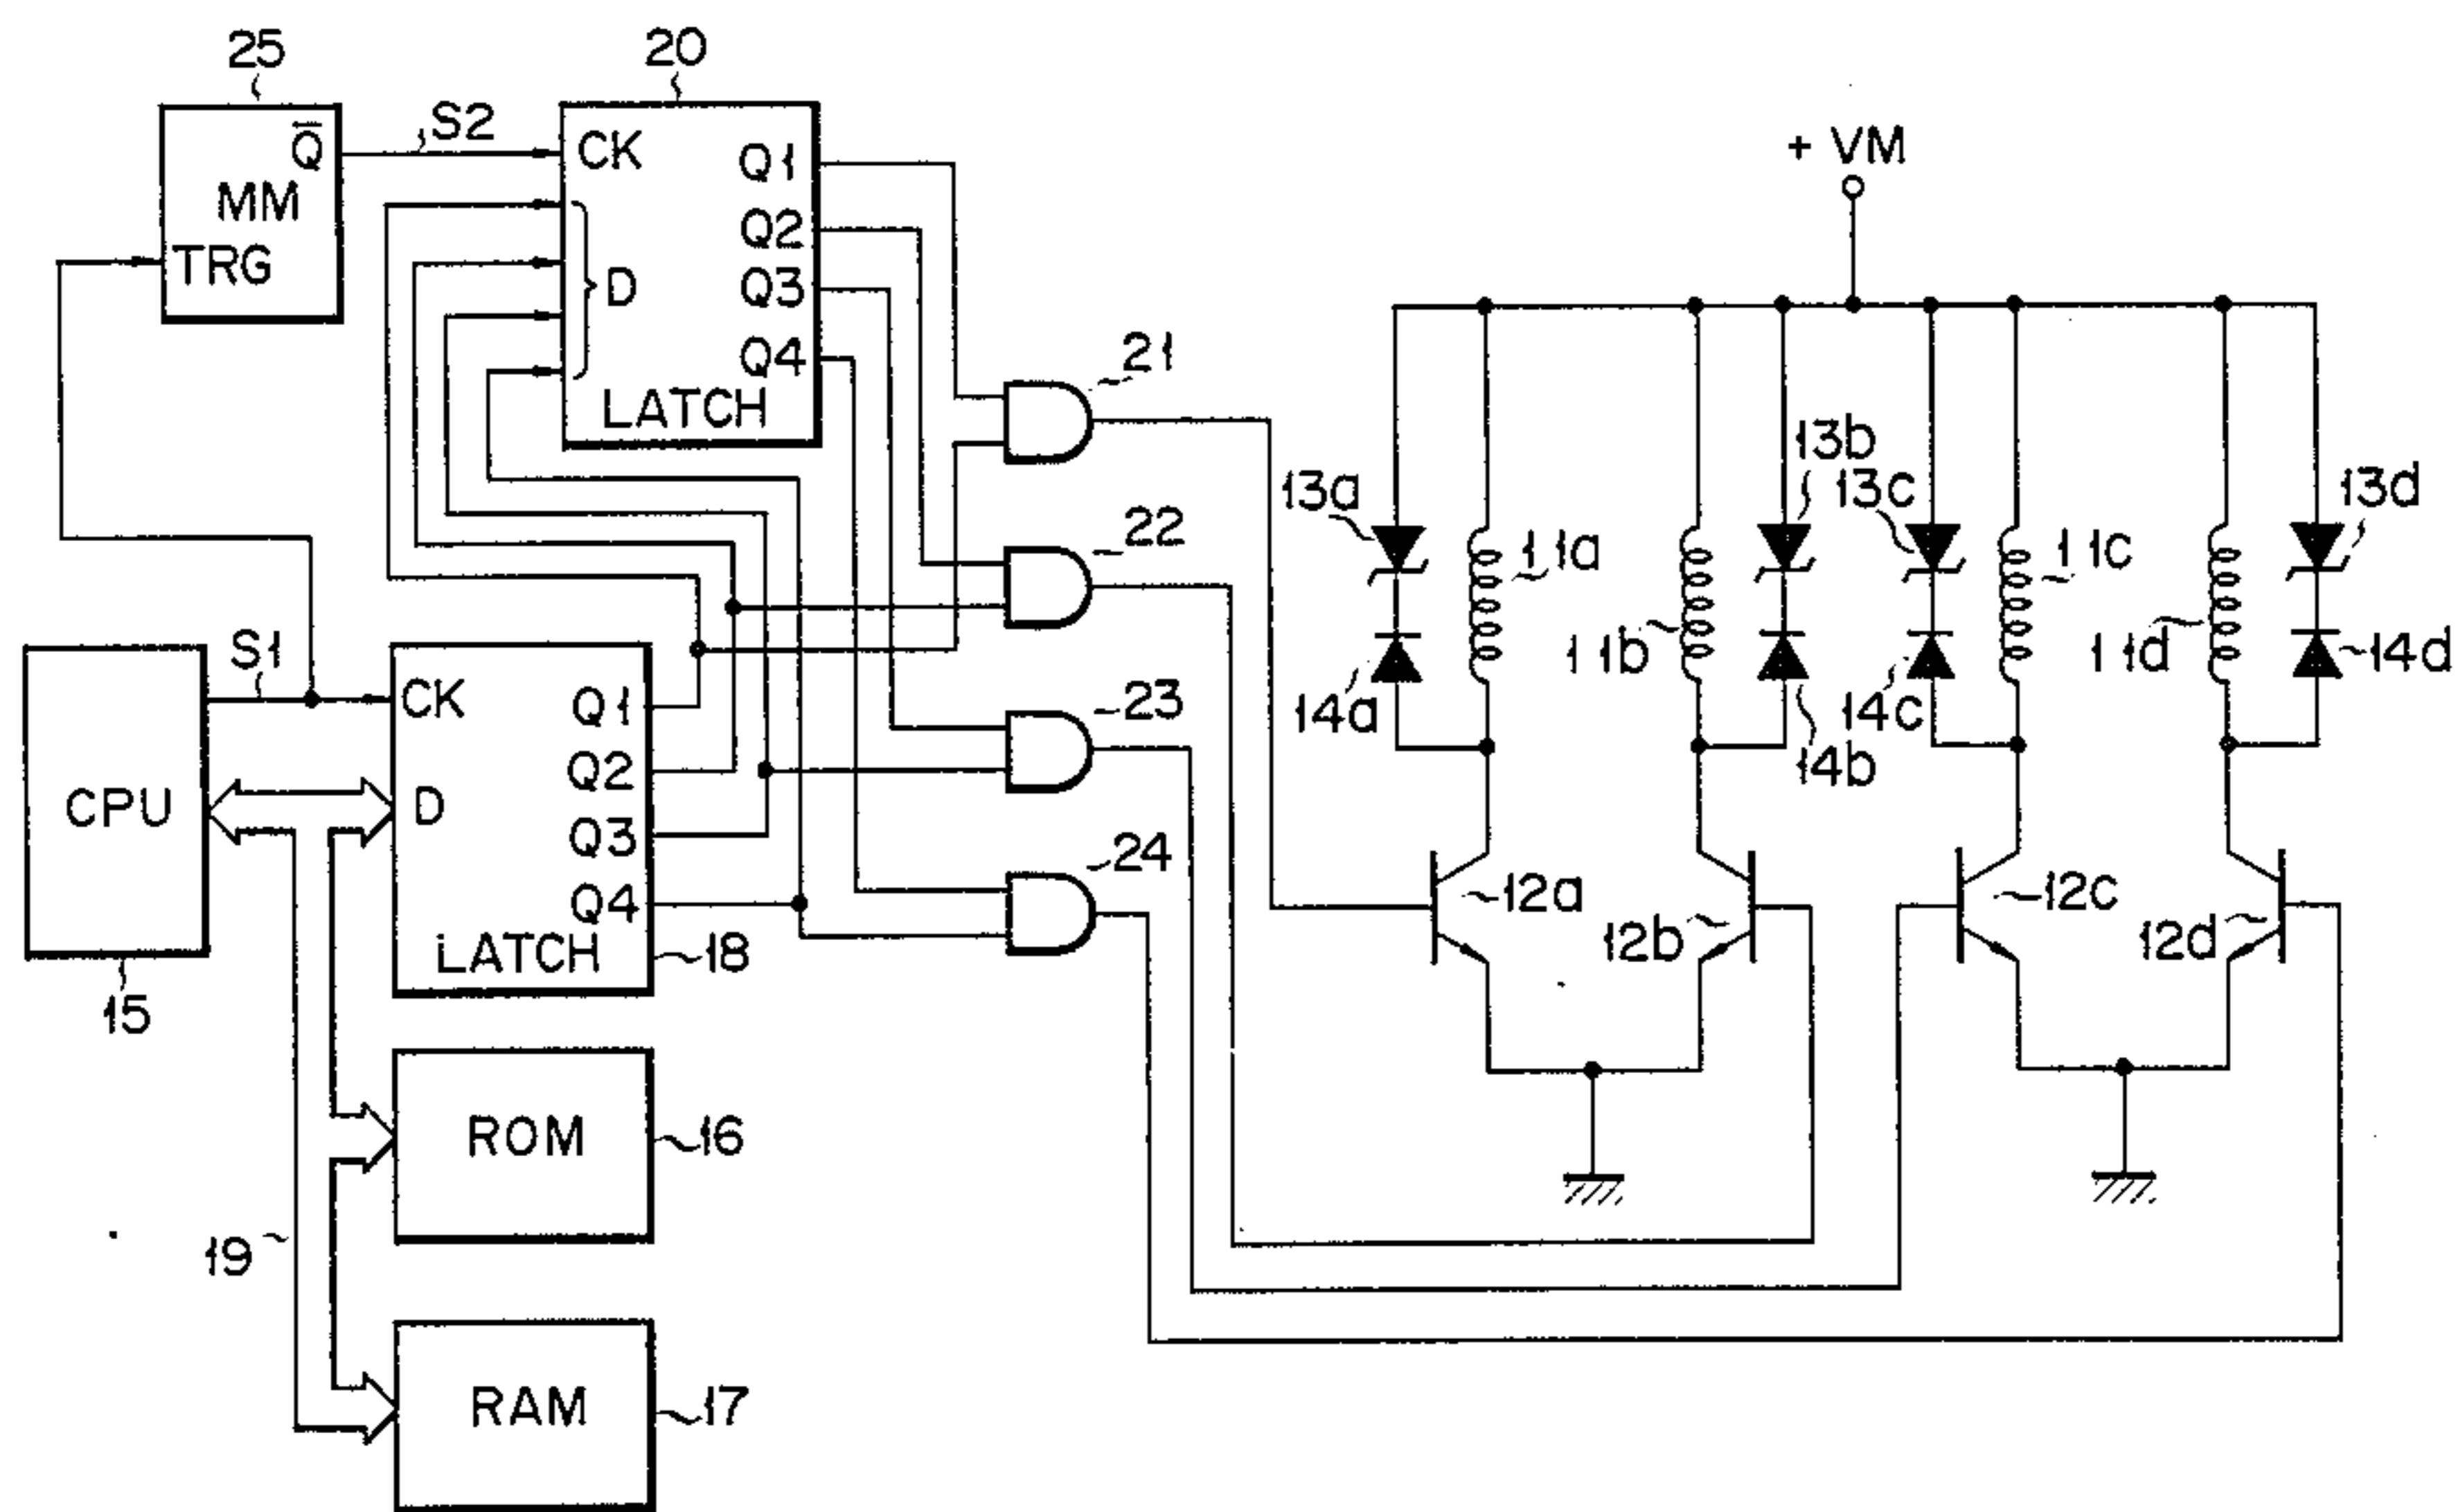 25
20
S2
Q̅
MM
TRG
CK
D
Q1
Q2
Q3
Q4
LATCH
+ VM
21
22
23
24
13a
11a
14a
11b
13b
14b
13c
11c
14c
11d
13d
14d
12a
12b
12c
12d
S1
CPU
15
CK
D
Q1
Q2
Q3
Q4
LATCH
18
ROM
16
19
RAM
17